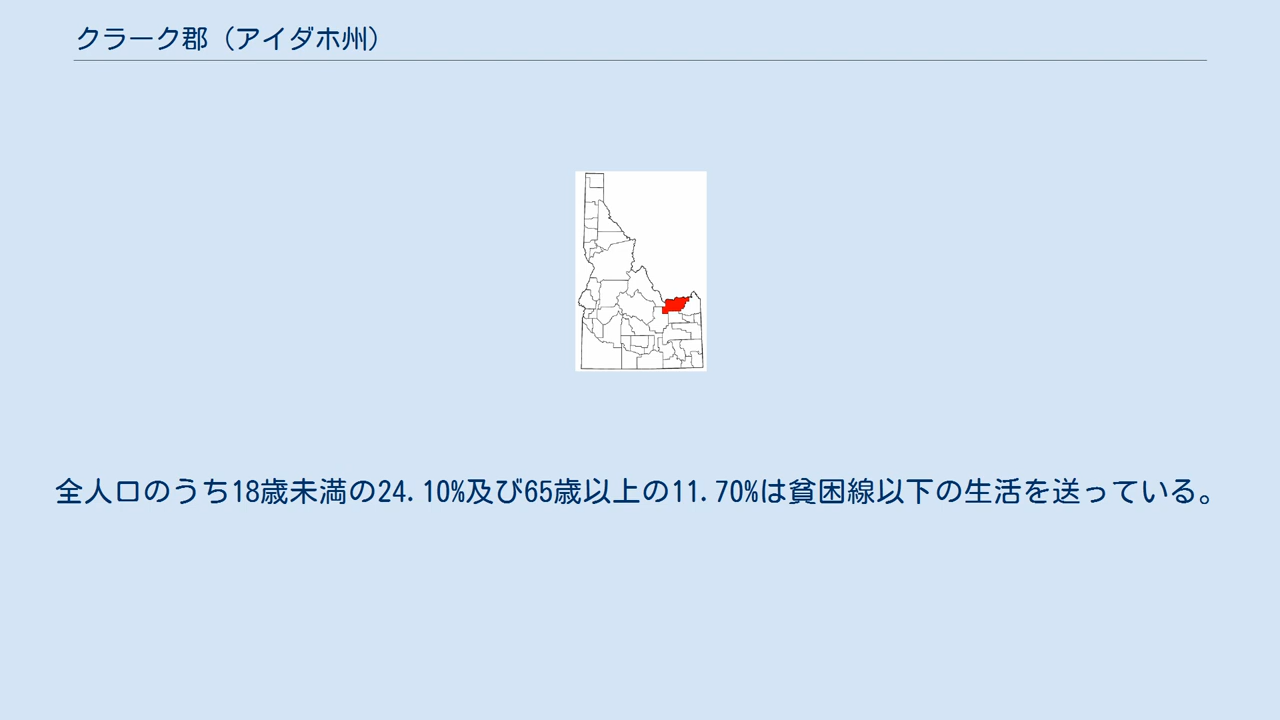 クラーク郡（アイダホ州）
全人口のうち18歳未満の24.10%及び65歳以上の11.70%は貧困線以下の生活を送っている。